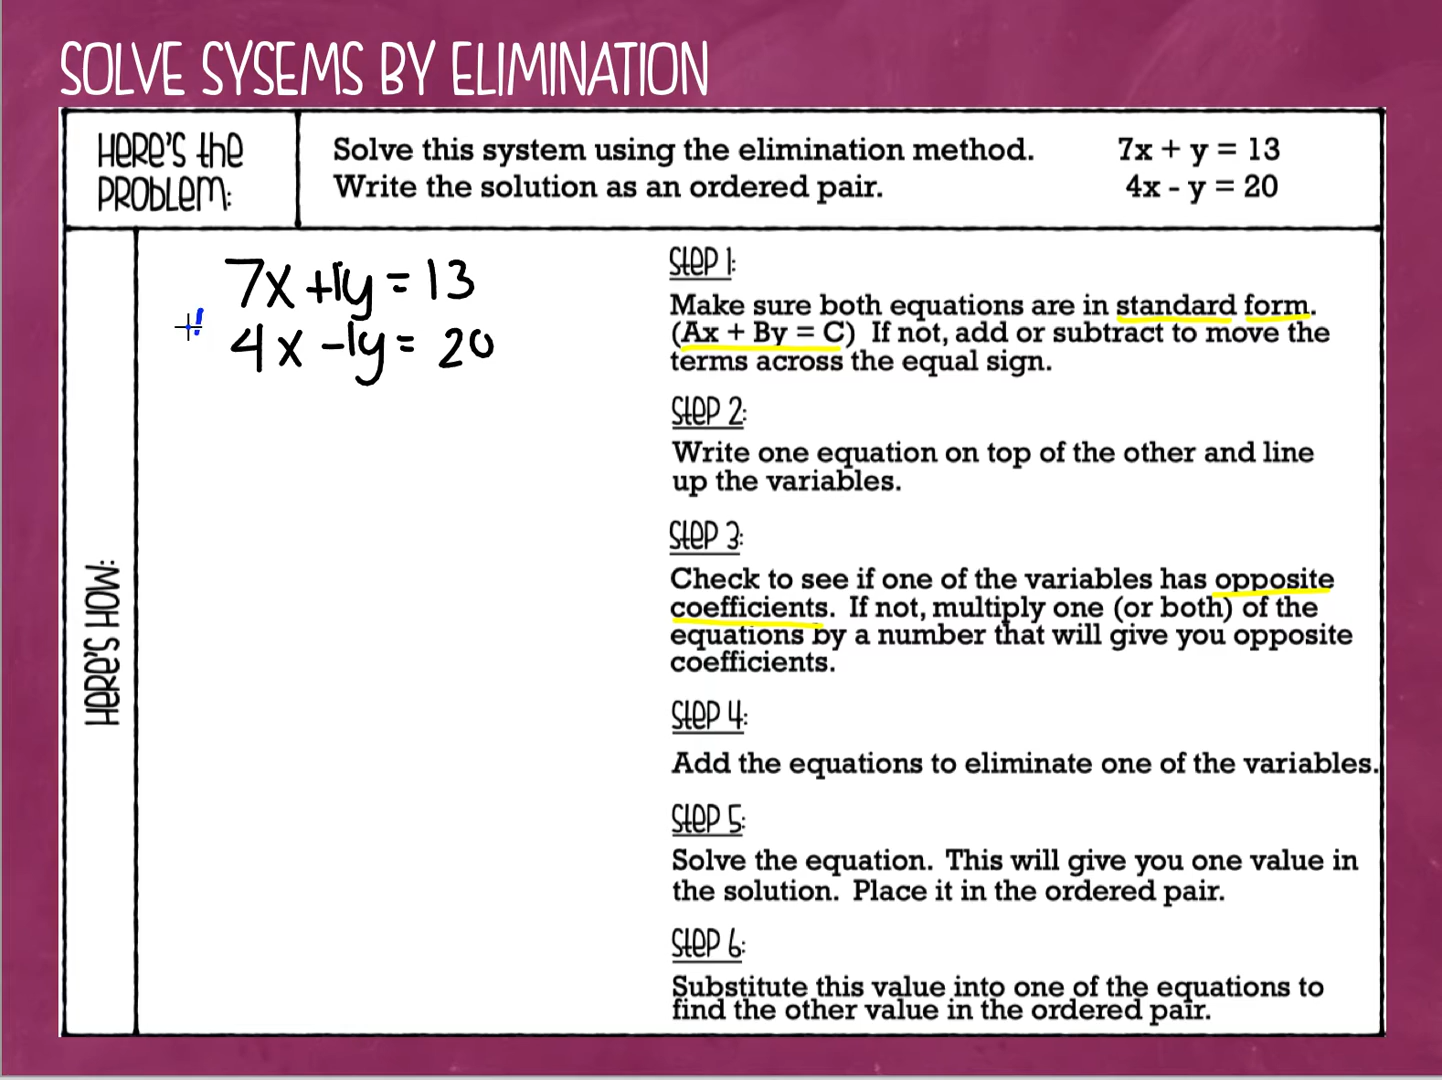 SOLVE SYSEMS BY ELIMINATION
HERE'S the PROBLEM:
Solve this system using the elimination method.
Write the solution as an ordered pair.
7x + y = 13
4x - y = 20
HERE'S HOW:
7x +1y = 13
4x -1y = 20
Step 1:
Make sure both equations are in standard form.
(Ax + By = C) If not, add or subtract to move the
terms across the equal sign.
Step 2:
Write one equation on top of the other and line
up the variables.
Step 3:
Check to see if one of the variables has opposite
coefficients. If not, multiply one (or both) of the
equations by a number that will give you opposite
coefficients.
Step 4:
Add the equations to eliminate one of the variables.
Step 5:
Solve the equation. This will give you one value in
the solution. Place it in the ordered pair.
Step 6:
Substitute this value into one of the equations to
find the other value in the ordered pair.